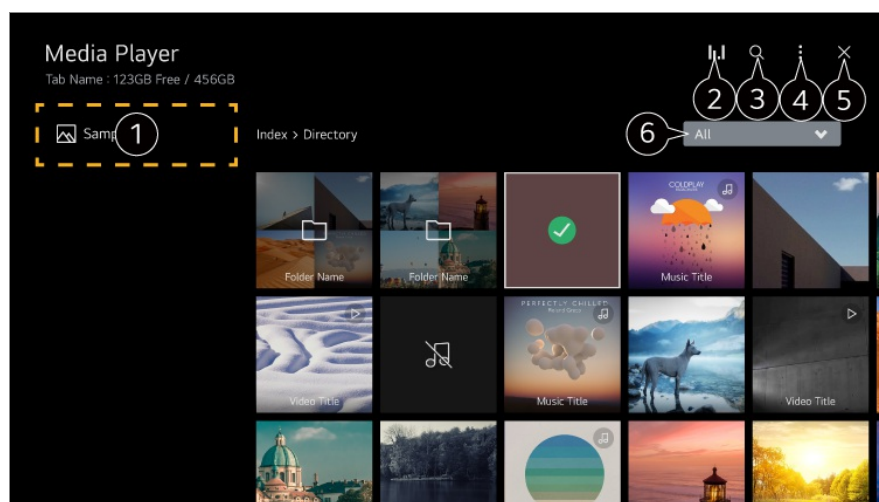 Media Player
Tab Name : 123GB Free / 456GB
2 3 4 5
1
Index > Directory
6 All
COLDPLAY
Folder Name
Folder Name
Music Title
PERFECTLY CHILLED
Video Title
Music Title
Video Title